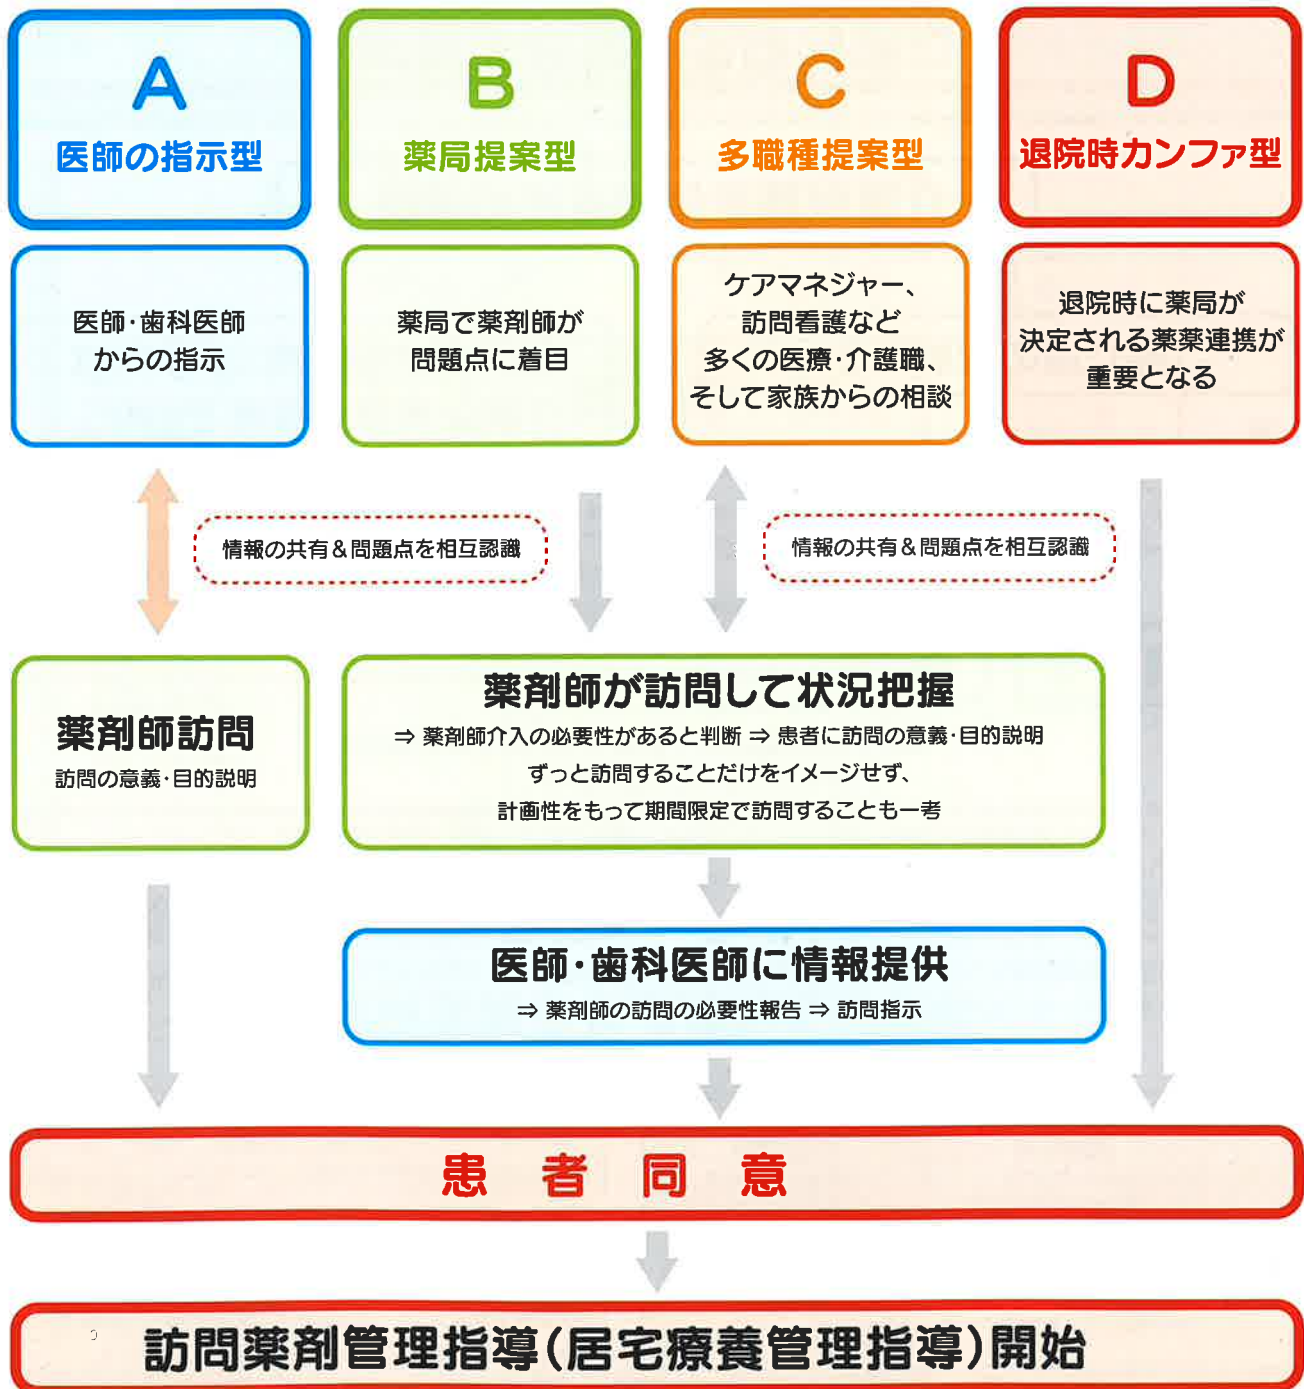 A
医師の指示型
B
薬局提案型
C
多職種提案型
D
退院時カンファ型
医師・歯科医師
からの指示
薬局で薬剤師が
問題点に着目
ケアマネジャー、
訪問看護など
多くの医療・介護職、
そして家族からの相談
退院時に薬局が
決定される薬薬連携が
重要となる
情報の共有&問題点を相互認識
情報の共有&問題点を相互認識
薬剤師訪問
訪問の意義・目的説明
薬剤師が訪問して状況把握
⇒ 薬剤師介入の必要性があると判断 ⇒ 患者に訪問の意義・目的説明
ずっと訪問することだけをイメージせず、
計画性をもって期間限定で訪問することも一考
医師・歯科医師に情報提供
⇒ 薬剤師の訪問の必要性報告 ⇒ 訪問指示
患者同意
訪問薬剤管理指導(居宅療養管理指導)開始